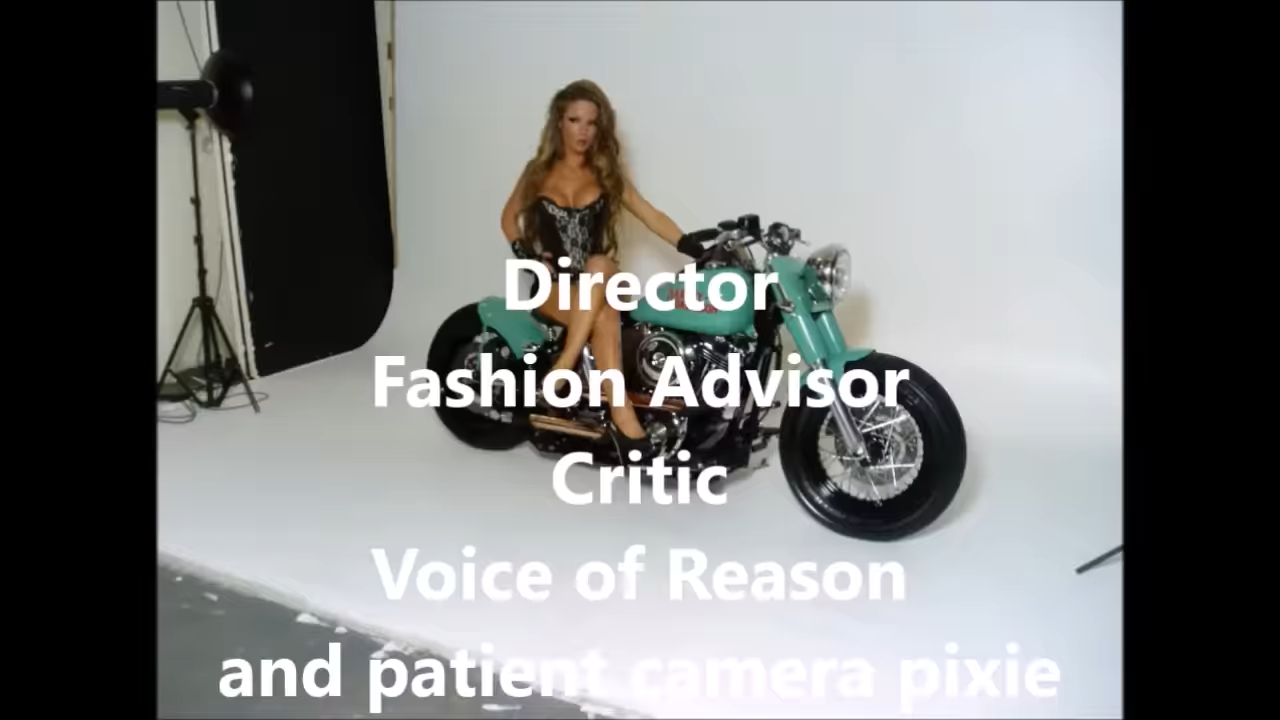 Director
Fashion Advisor
Critic
Voice of Reason
and patient camera pixie